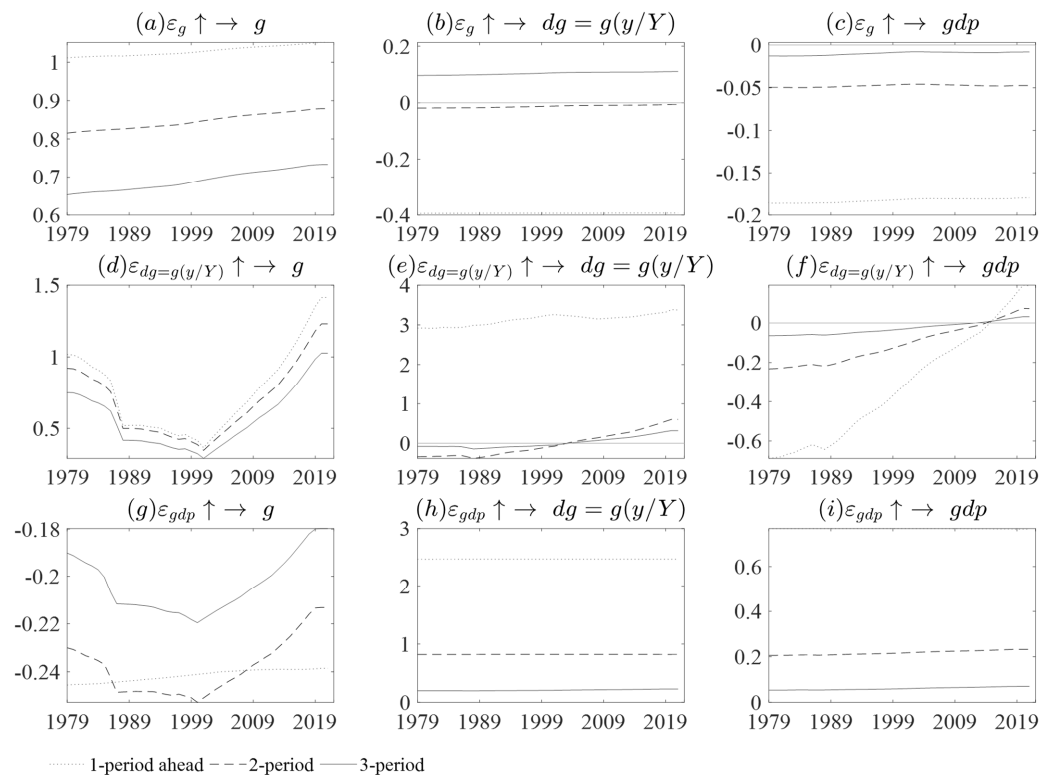 (a)εg ↑ → g
(b)εg ↑ → dg = g(y/Y)
(c)εg ↑ → gdp
1
0.9
0.8
0.7
0.6
1979 1989 1999 2009 2019
0.2
0
-0.2
-0.4
1979 1989 1999 2009 2019
0
-0.05
-0.1
-0.15
-0.2
1979 1989 1999 2009 2019
(d)εdg=g(y/Y) ↑ → g
(e)εdg=g(y/Y) ↑ → dg = g(y/Y)
(f)εdg=g(y/Y) ↑ → gdp
1.5
1
0.5
1979 1989 1999 2009 2019
4
3
2
1
0
1979 1989 1999 2009 2019
0
-0.2
-0.4
-0.6
1979 1989 1999 2009 2019
(g)εgdp ↑ → g
(h)εgdp ↑ → dg = g(y/Y)
(i)εgdp ↑ → gdp
-0.18
-0.2
-0.22
-0.24
1979 1989 1999 2009 2019
3
2
1
0
1979 1989 1999 2009 2019
0.6
0.4
0.2
0
1979 1989 1999 2009 2019
1-period ahead 2-period 3-period